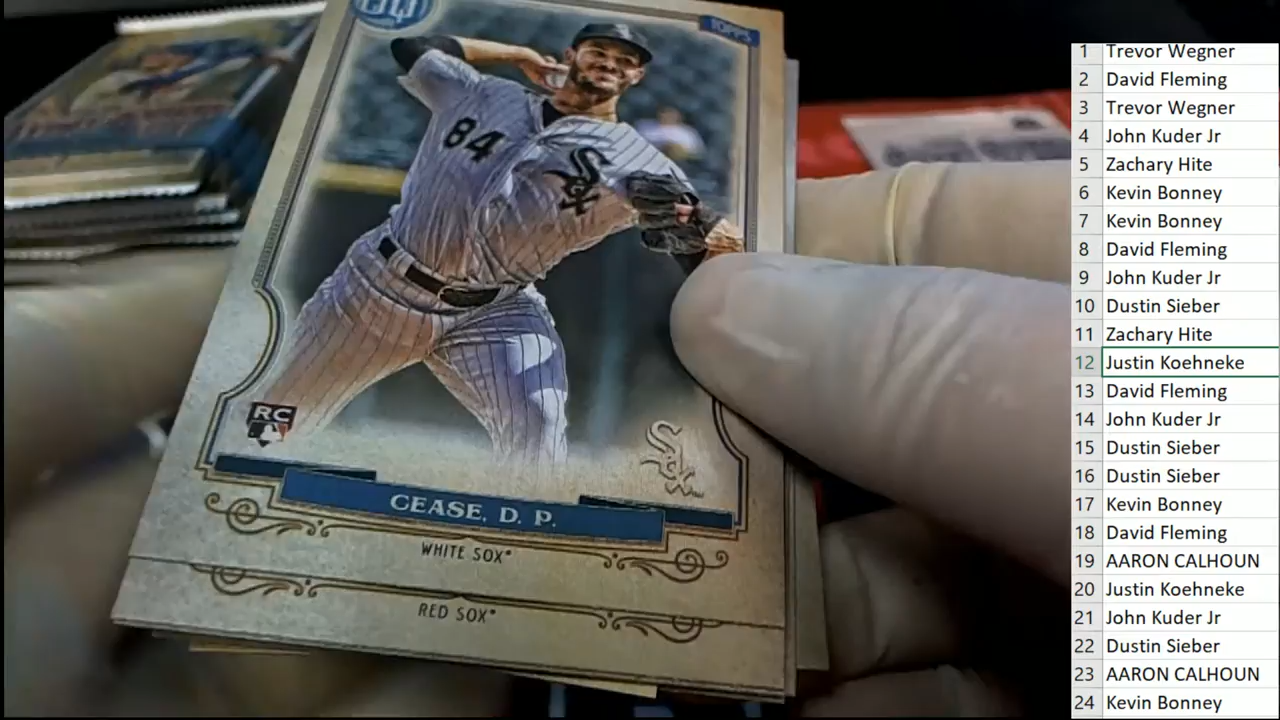 TOPPS
84
Sox
RC
Sox
CEASE, D. P.
WHITE SOX
RED SOX
1 Trevor Wegner
2 David Fleming
3 Trevor Wegner
4 John Kuder Jr
5 Zachary Hite
6 Kevin Bonney
7 Kevin Bonney
8 David Fleming
9 John Kuder Jr
10 Dustin Sieber
11 Zachary Hite
12 Justin Koehneke
13 David Fleming
14 John Kuder Jr
15 Dustin Sieber
16 Dustin Sieber
17 Kevin Bonney
18 David Fleming
19 AARON CALHOUN
20 Justin Koehneke
21 John Kuder Jr
22 Dustin Sieber
23 AARON CALHOUN
24 Kevin Bonney